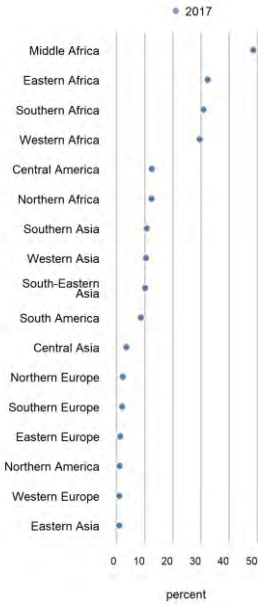 2017
Middle Africa
Eastern Africa
Southern Africa
Western Africa
Central America
Northern Africa
Southern Asia
Western Asia
South-Eastern
Asia
South America
Central Asia
Northern Europe
Southern Europe
Eastern Europe
Northern America
Western Europe
Eastern Asia
0 10 20 30 40 50
percent